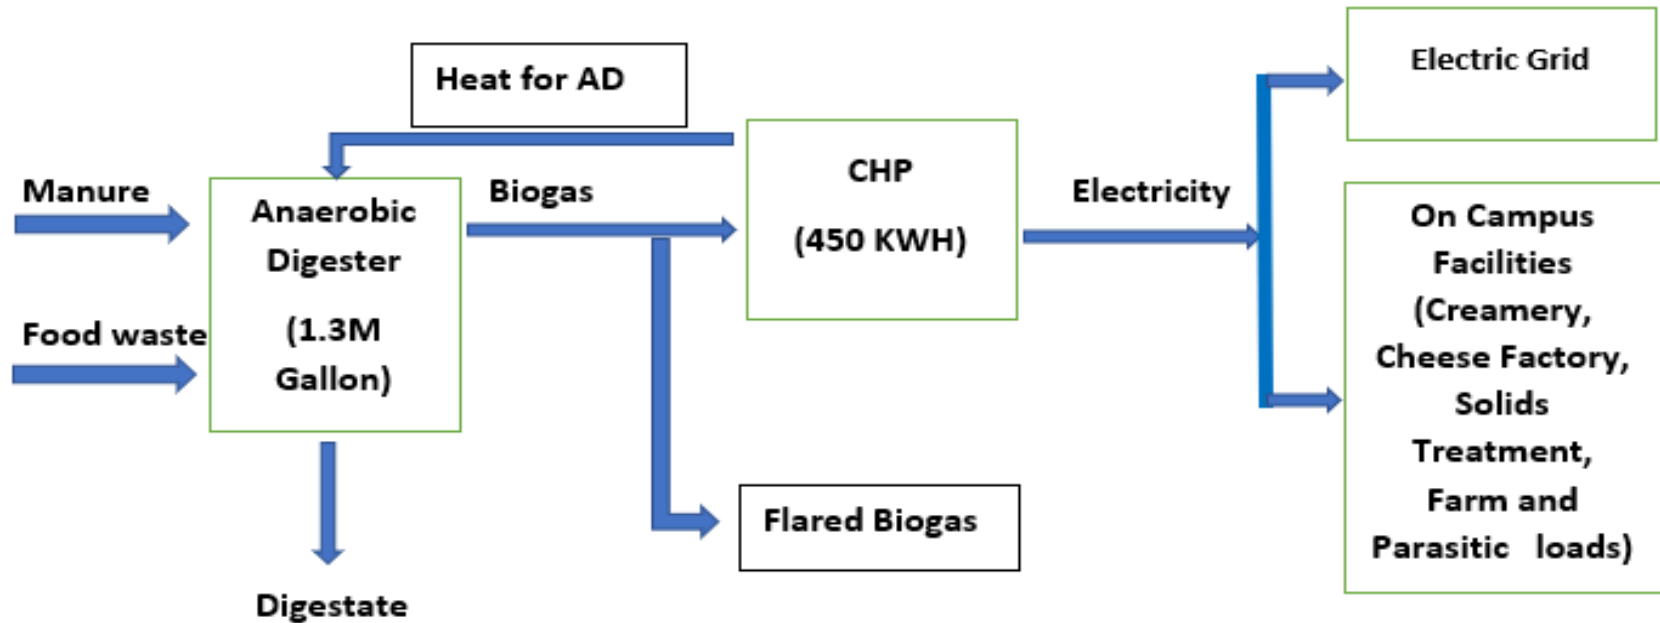 Heat for AD
Manure
Food waste
Anaerobic
Digester
(1.3M
Gallon)
Digestate
Biogas
Flared Biogas
CHP
(450 KWH)
Electricity
Electric Grid
On Campus
Facilities
(Creamery,
Cheese Factory,
Solids
Treatment,
Farm and
Parasitic loads)